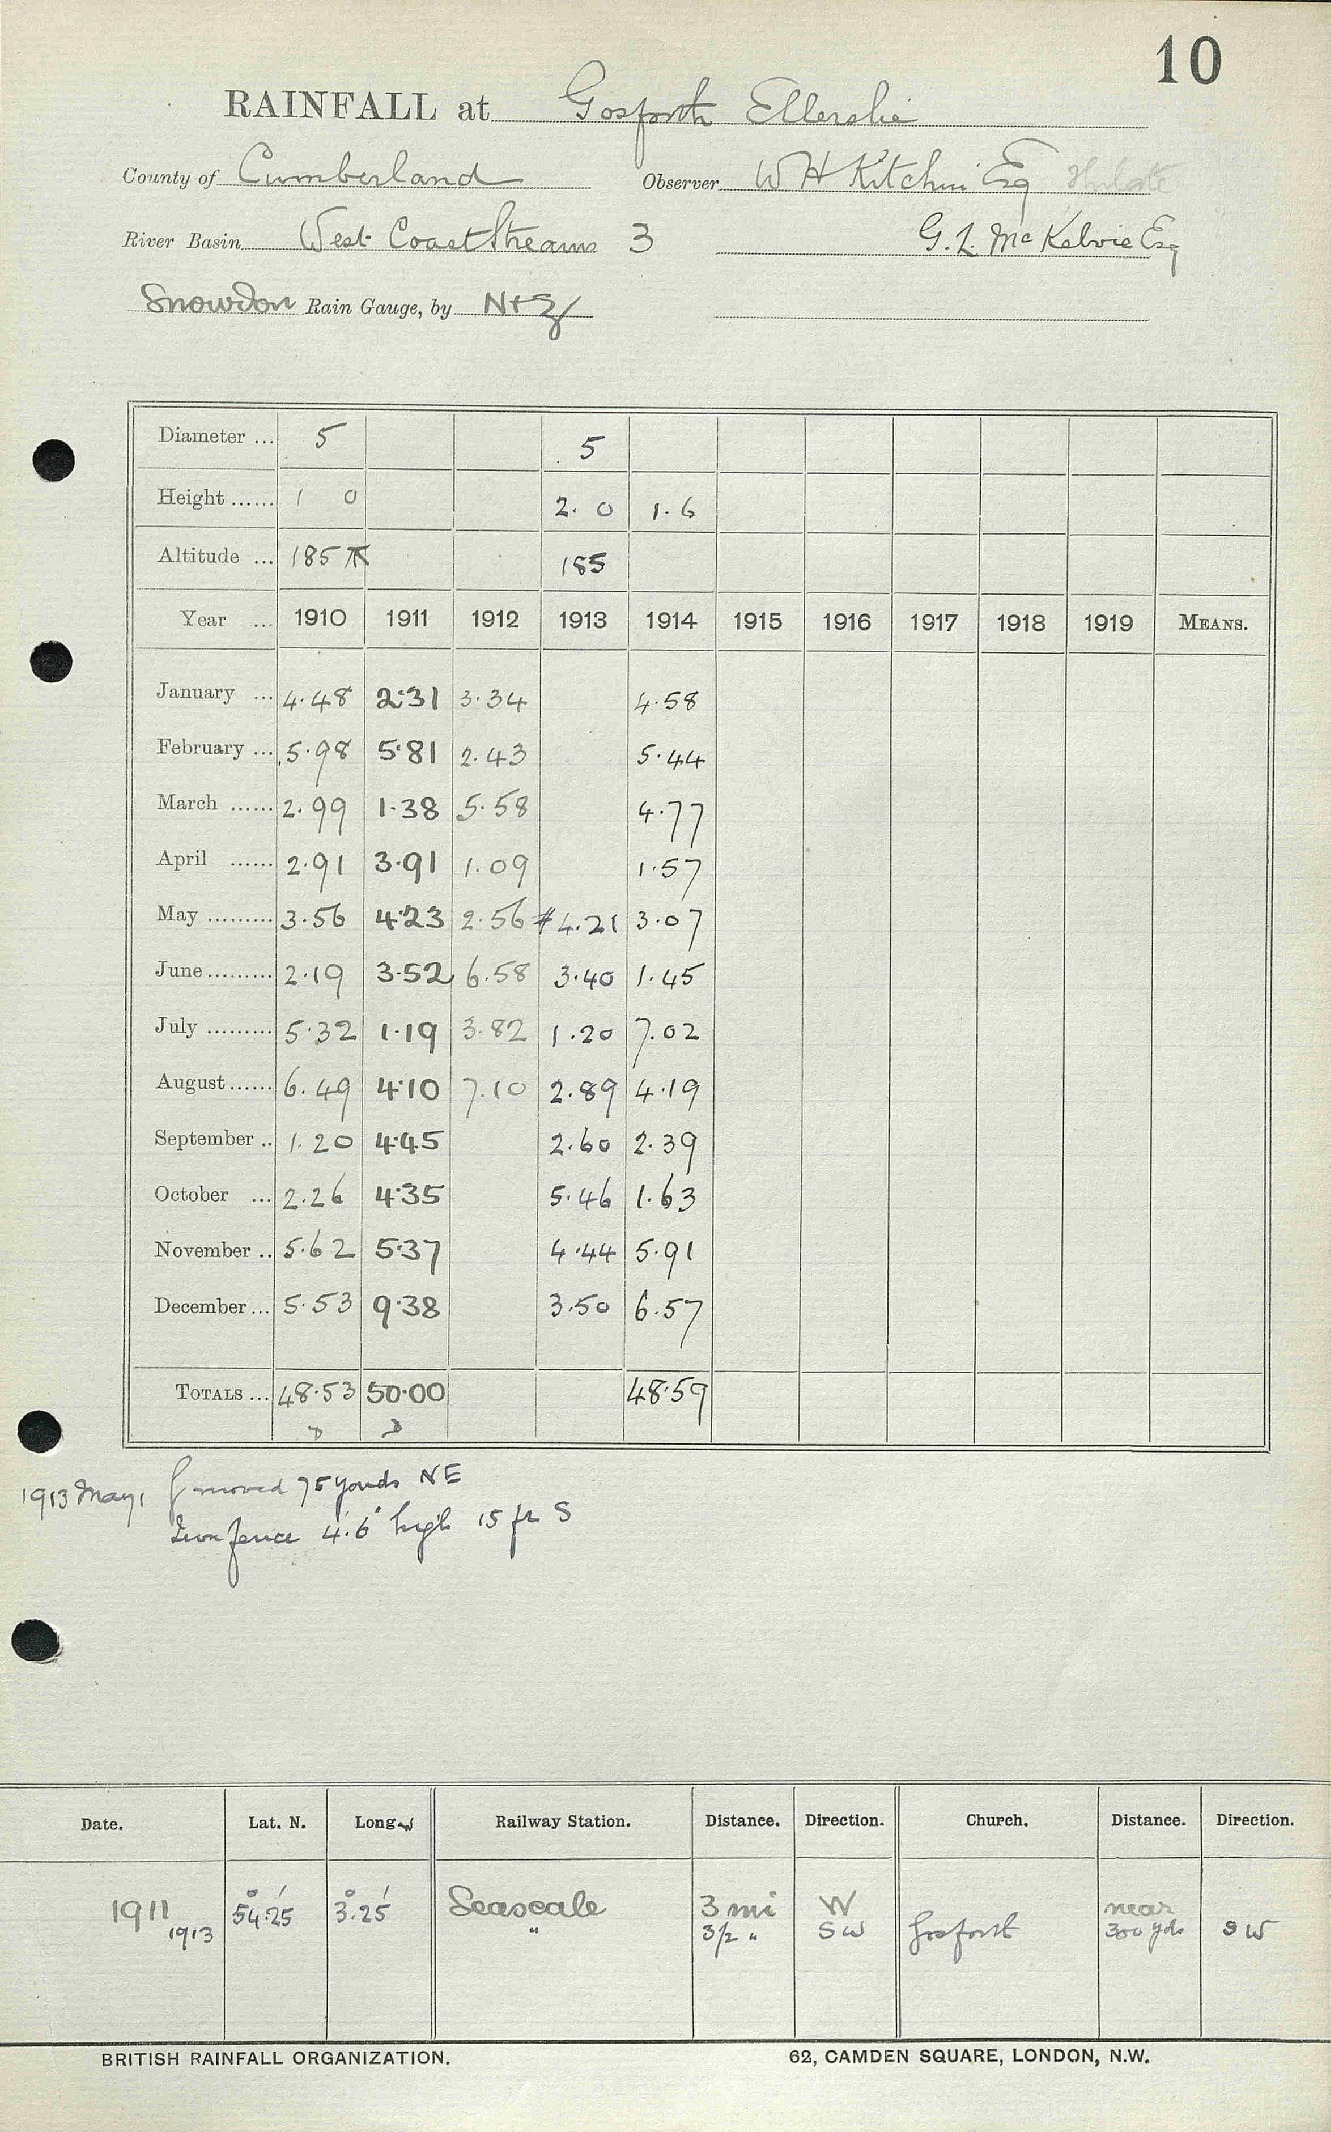 10
RAINFALL at Gosforth Ellerslie
County of Cumberland Observer W H Kitchin Esq
River Basin West Coast Streams 3 G. L. McKelvie Esq
Snowdon Rain Gauge, by N+Z
Diameter ... 5 5
Height ...... 1 0 2. 0 1. 6
Altitude ... 185 185
Year ... 1910 1911 1912 1913 1914 1915 1916 1917 1918 1919 MEANS.
January ... 4.48 2.31 3.34 4.58
February ... 5.98 5.81 2.43 5.44
March ...... 2.99 1.38 5.58 4.77
April ...... 2.91 3.91 1.09 1.57
May ......... 3.56 4.23 2.56 # 4.21 3.07
June ......... 2.19 3.52 6.58 3.40 1.45
July ......... 5.32 1.19 3.82 1.20 7.02
August ...... 6.49 4.10 7.10 2.89 4.19
September .. 1.20 4.45 2.60 2.39
October ... 2.26 4.35 5.46 1.63
November .. 5.62 5.37 4.44 5.91
December ... 5.53 9.38 3.50 6.57
TOTALS ... 48.53 50.00 48.59
1913 May 1 moved 75 yards NE
Iron fence 4'.6" high 15 ft S
Date. Lat. N. Long. W Railway Station. Distance. Direction. Church. Distance. Direction.
1911 54° 25' 3° 25' Seascale 3 mi W near
1913 " 3½ " SW Gosforth 300 yds SW
BRITISH RAINFALL ORGANIZATION. 62, CAMDEN SQUARE, LONDON, N.W.